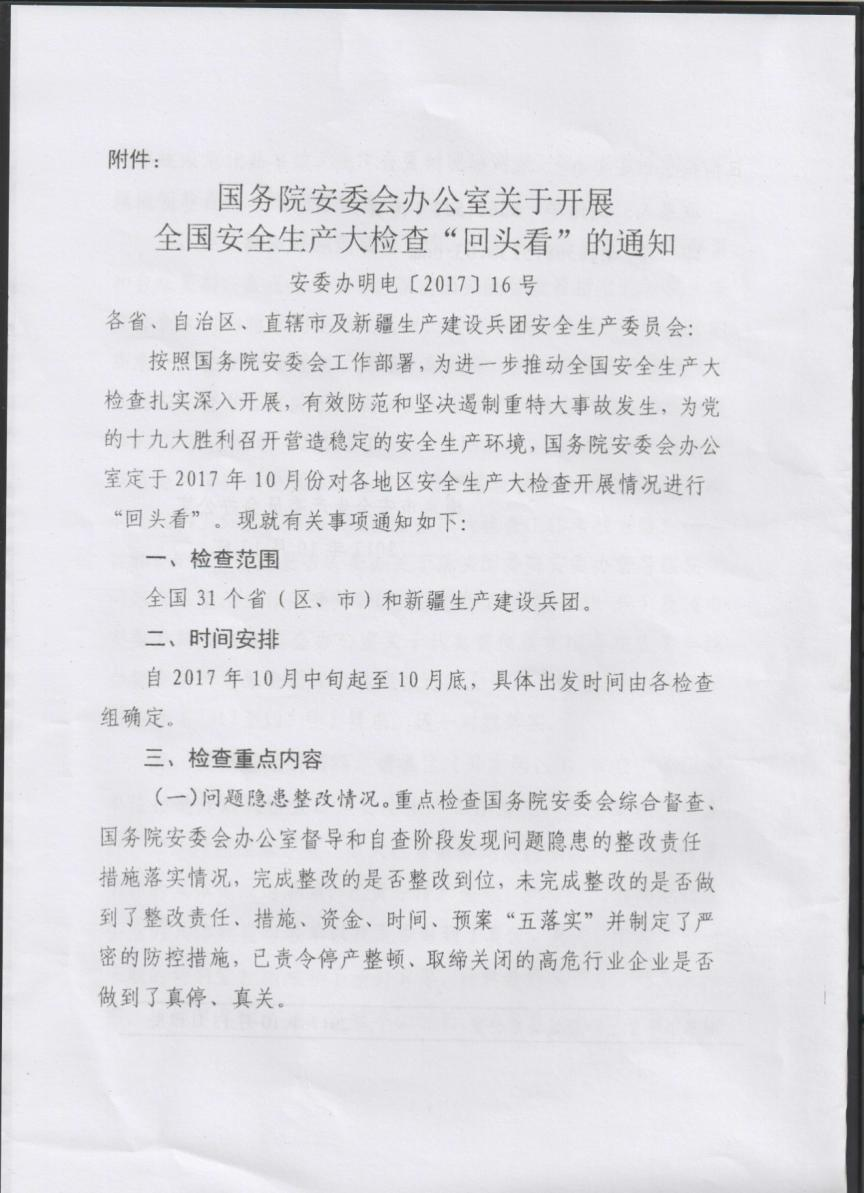 附件：
国务院安委会办公室关于开展
全国安全生产大检查“回头看”的通知
安委办明电〔2017〕16号
各省、自治区、直辖市及新疆生产建设兵团安全生产委员会：
按照国务院安委会工作部署，为进一步推动全国安全生产大
检查扎实深入开展，有效防范和坚决遏制重特大事故发生，为党
的十九大胜利召开营造稳定的安全生产环境，国务院安委会办公
室定于2017年10月份对各地区安全生产大检查开展情况进行
“回头看”。现就有关事项通知如下：
一、检查范围
全国31个省（区、市）和新疆生产建设兵团。
二、时间安排
自2017年10月中旬起至10月底，具体出发时间由各检查
组确定。
三、检查重点内容
（一）问题隐患整改情况。重点检查国务院安委会综合督查、
国务院安委会办公室督导和自查阶段发现问题隐患的整改责任
措施落实情况，完成整改的是否整改到位，未完成整改的是否做
到了整改责任、措施、资金、时间、预案“五落实”并制定了严
密的防控措施，已责令停产整顿、取缔关闭的高危行业企业是否
做到了真停、真关。